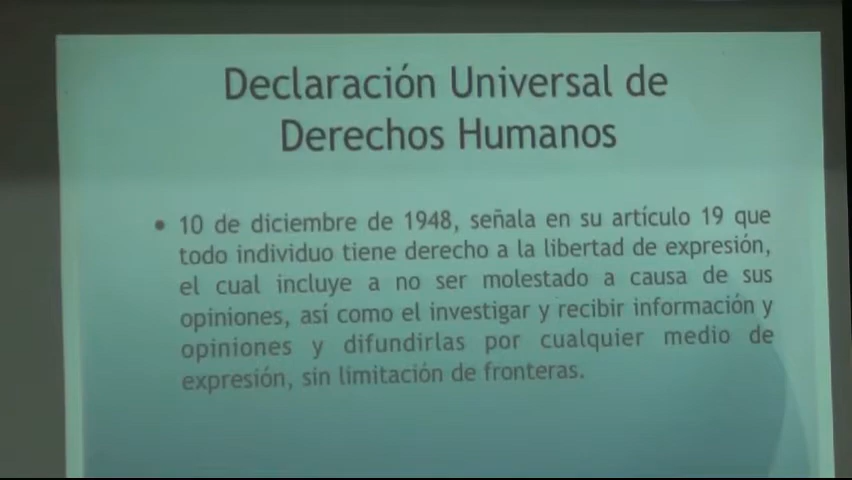 Declaración Universal de
Derechos Humanos
• 10 de diciembre de 1948, señala en su artículo 19 que
todo individuo tiene derecho a la libertad de expresión,
el cual incluye a no ser molestado a causa de sus
opiniones, así como el investigar y recibir información y
opiniones y difundirlas por cualquier medio de
expresión, sin limitación de fronteras.